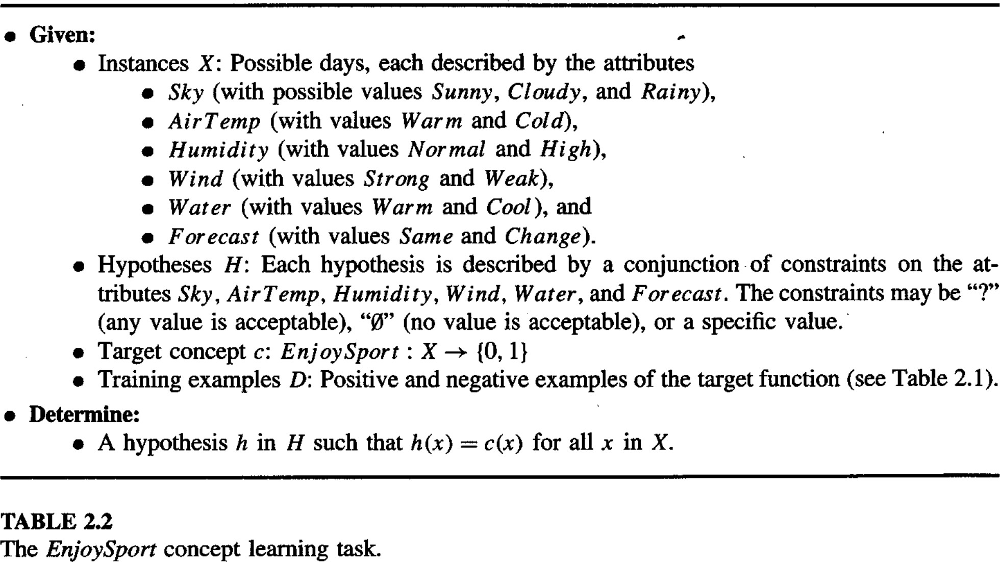 • Given:
• Instances X: Possible days, each described by the attributes
• Sky (with possible values Sunny, Cloudy, and Rainy),
• AirTemp (with values Warm and Cold),
• Humidity (with values Normal and High),
• Wind (with values Strong and Weak),
• Water (with values Warm and Cool), and
• Forecast (with values Same and Change).
• Hypotheses H: Each hypothesis is described by a conjunction of constraints on the at-
tributes Sky, AirTemp, Humidity, Wind, Water, and Forecast. The constraints may be “?”
(any value is acceptable), “Ø” (no value is acceptable), or a specific value.
• Target concept c: EnjoySport : X → {0, 1}
• Training examples D: Positive and negative examples of the target function (see Table 2.1).
• Determine:
• A hypothesis h in H such that h(x) = c(x) for all x in X.
TABLE 2.2
The EnjoySport concept learning task.